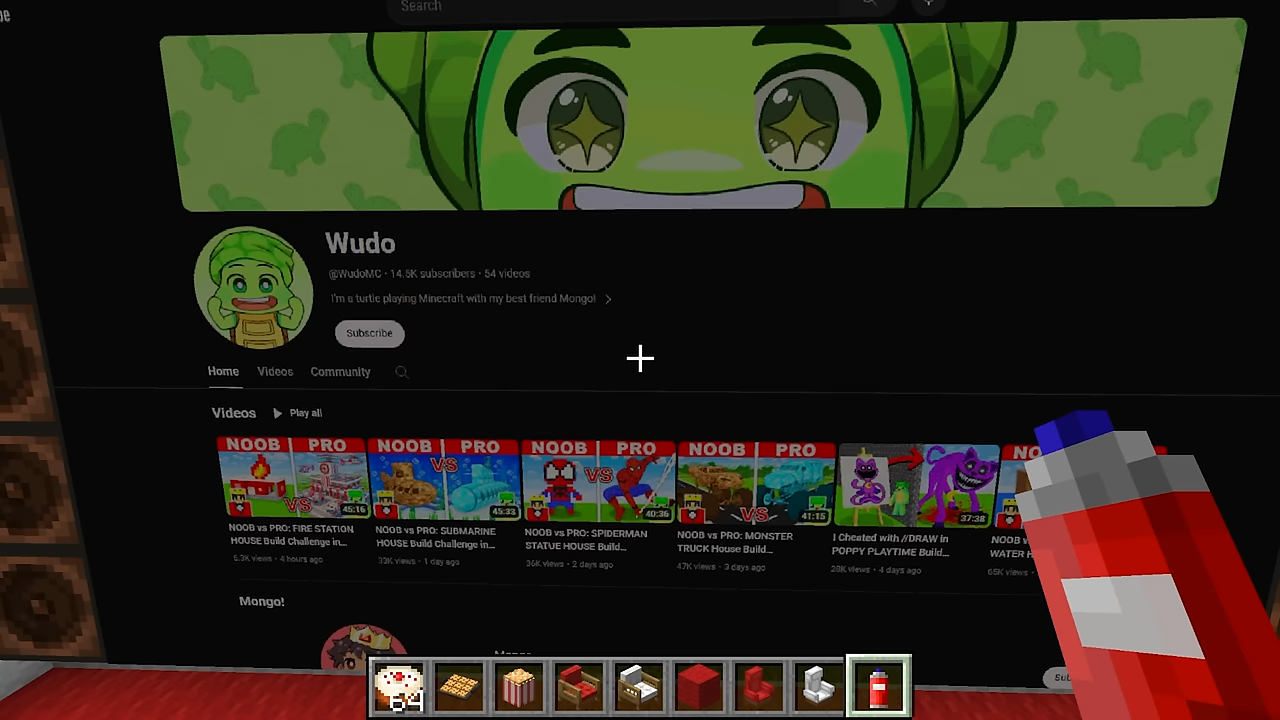 Search
Wudo
@WudoMC · 14.5K subscribers · 54 videos
I'm a turtle playing Minecraft with my best friend Mongo!
Subscribe
Home Videos Community
Videos Play all
NOOB PRO VS 45:16
NOOB PRO VS 45:33
NOOB PRO VS 40:36
NOOB PRO VS 41:15
37:38
NO
NOOB vs PRO: FIRE STATION
HOUSE Build Challenge in...
5.3K views · 4 hours ago
NOOB vs PRO: SUBMARINE
HOUSE Build Challenge in...
33K views · 1 day ago
NOOB vs PRO: SPIDERMAN
STATUE HOUSE Build...
36K views · 2 days ago
NOOB vs PRO: MONSTER
TRUCK House Build...
47K views · 3 days ago
I Cheated with //DRAW in
POPPY PLAYTIME Build...
28K views · 4 days ago
NOOB v
WATER H
65K views ·
Mongo!